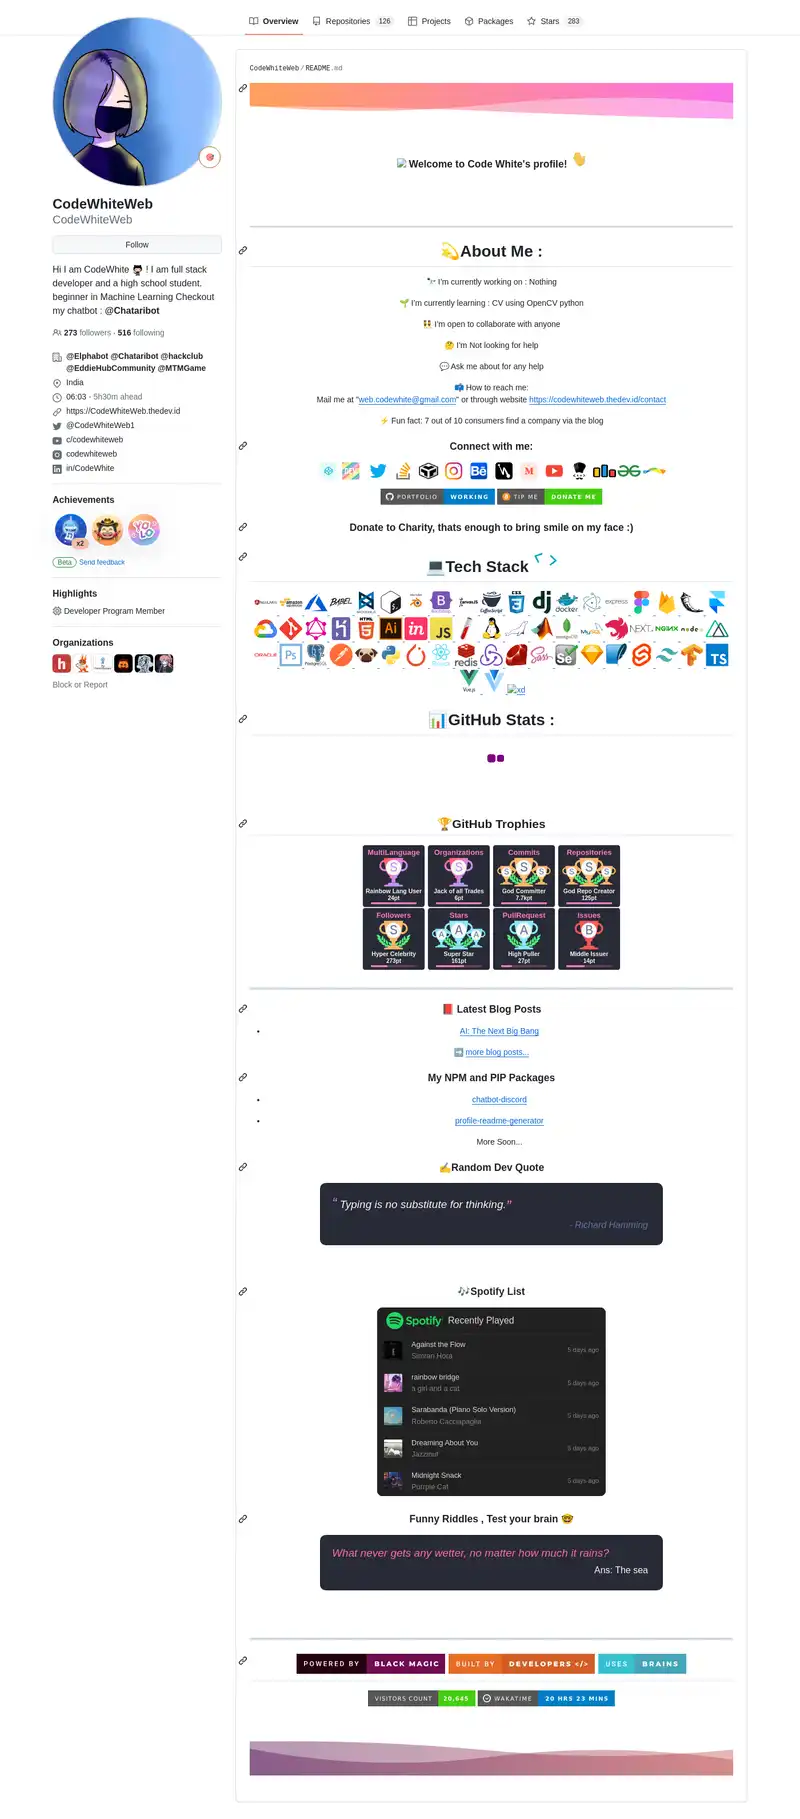 Overview
Repositories 126
Projects
Packages
Stars 283
CodeWhiteWeb
CodeWhiteWeb
Follow
Hi I am CodeWhite ! I am full stack
developer and a high school student.
beginner in Machine Learning Checkout
my chatbot : @Chataribot
273 followers · 516 following
@Elphabot @Chataribot @hackclub
@EddieHubCommunity @MTMGame
India
06:03 - 5h30m ahead
https://CodeWhiteWeb.thedev.id
@CodeWhiteWeb1
c/codewhiteweb
codewhiteweb
in/CodeWhite
Achievements
x2
YOLO
Beta Send feedback
Highlights
Developer Program Member
Organizations
Block or Report
CodeWhiteWeb/README.md
Welcome to Code White's profile!
About Me :
I'm currently working on : Nothing
I'm currently learning : CV using OpenCV python
I'm open to collaborate with anyone
I'm Not looking for help
Ask me about for any help
How to reach me:
Mail me at "web.codewhite@gmail.com" or through website https://codewhiteweb.thedev.id/contact
Fun fact: 7 out of 10 consumers find a company via the blog
Connect with me:
PORTFOLIO WORKING
TIP ME DONATE ME
Donate to Charity, thats enough to bring smile on my face :)
Tech Stack
xd
GitHub Stats :
GitHub Trophies
MultiLanguage
S
Rainbow Lang User
24pt
Organizations
S
Jack of all Trades
6pt
Commits
S S S
God Committer
7.7kpt
Repositories
S S S
God Repo Creator
125pt
Followers
S
Hyper Celebrity
273pt
Stars
A A A
Super Star
161pt
PullRequest
A
High Puller
27pt
Issues
B
Middle Issuer
14pt
Latest Blog Posts
AI: The Next Big Bang
more blog posts...
My NPM and PIP Packages
chatbot-discord
profile-readme-generator
More Soon...
Random Dev Quote
" Typing is no substitute for thinking."
- Richard Hamming
Spotify List
Spotify Recently Played
Against the Flow
Simran Hora
5 days ago
rainbow bridge
a girl and a cat
5 days ago
Sarabanda (Piano Solo Version)
Roberto Cacciapaglia
5 days ago
Dreaming About You
5 days ago
Midnight Snack
Purrple Cat
5 days ago
Funny Riddles , Test your brain
What never gets any wetter, no matter how much it rains?
Ans: The sea
POWERED BY BLACK MAGIC
BUILT BY DEVELOPERS </>
USES BRAINS
VISITORS COUNT 20,645
WAKATIME 20 HRS 23 MINS